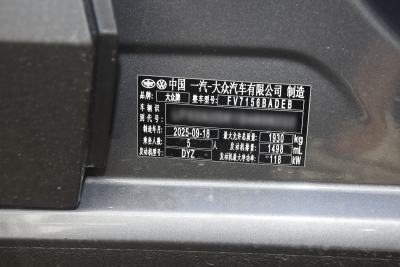 中国 一汽-大众汽车有限公司 制造
品牌 大众牌 整车型号 FV7156BADEB
车辆识别代号
制造年月 2025-09-18 最大允许总质量 1930 kg
乘坐人数 5 人 发动机排量 1498 mL
发动机型号 DYZ 发动机最大净功率 118 kW